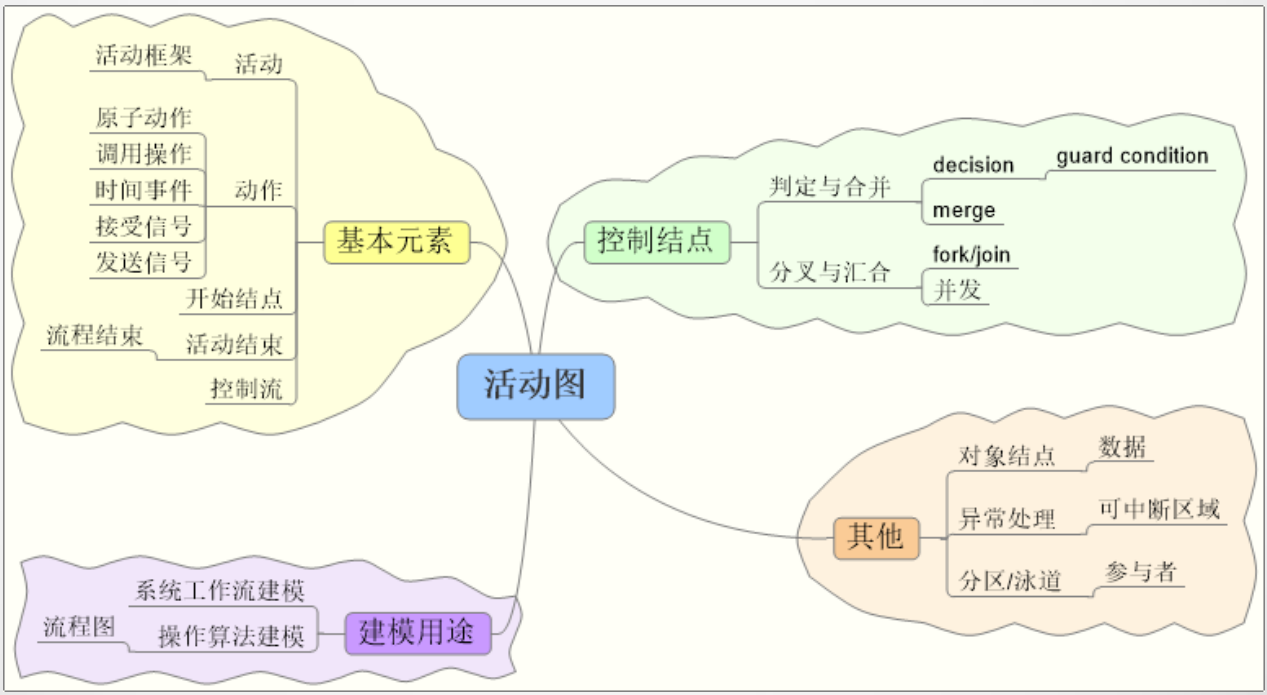 活动图
基本元素
活动
活动框架
动作
原子动作
调用操作
时间事件
接受信号
发送信号
开始结点
活动结束
流程结束
控制流
控制结点
判定与合并
decision
guard condition
merge
分叉与汇合
fork/join
并发
其他
对象结点
数据
异常处理
可中断区域
分区/泳道
参与者
建模用途
系统工作流建模
操作算法建模
流程图